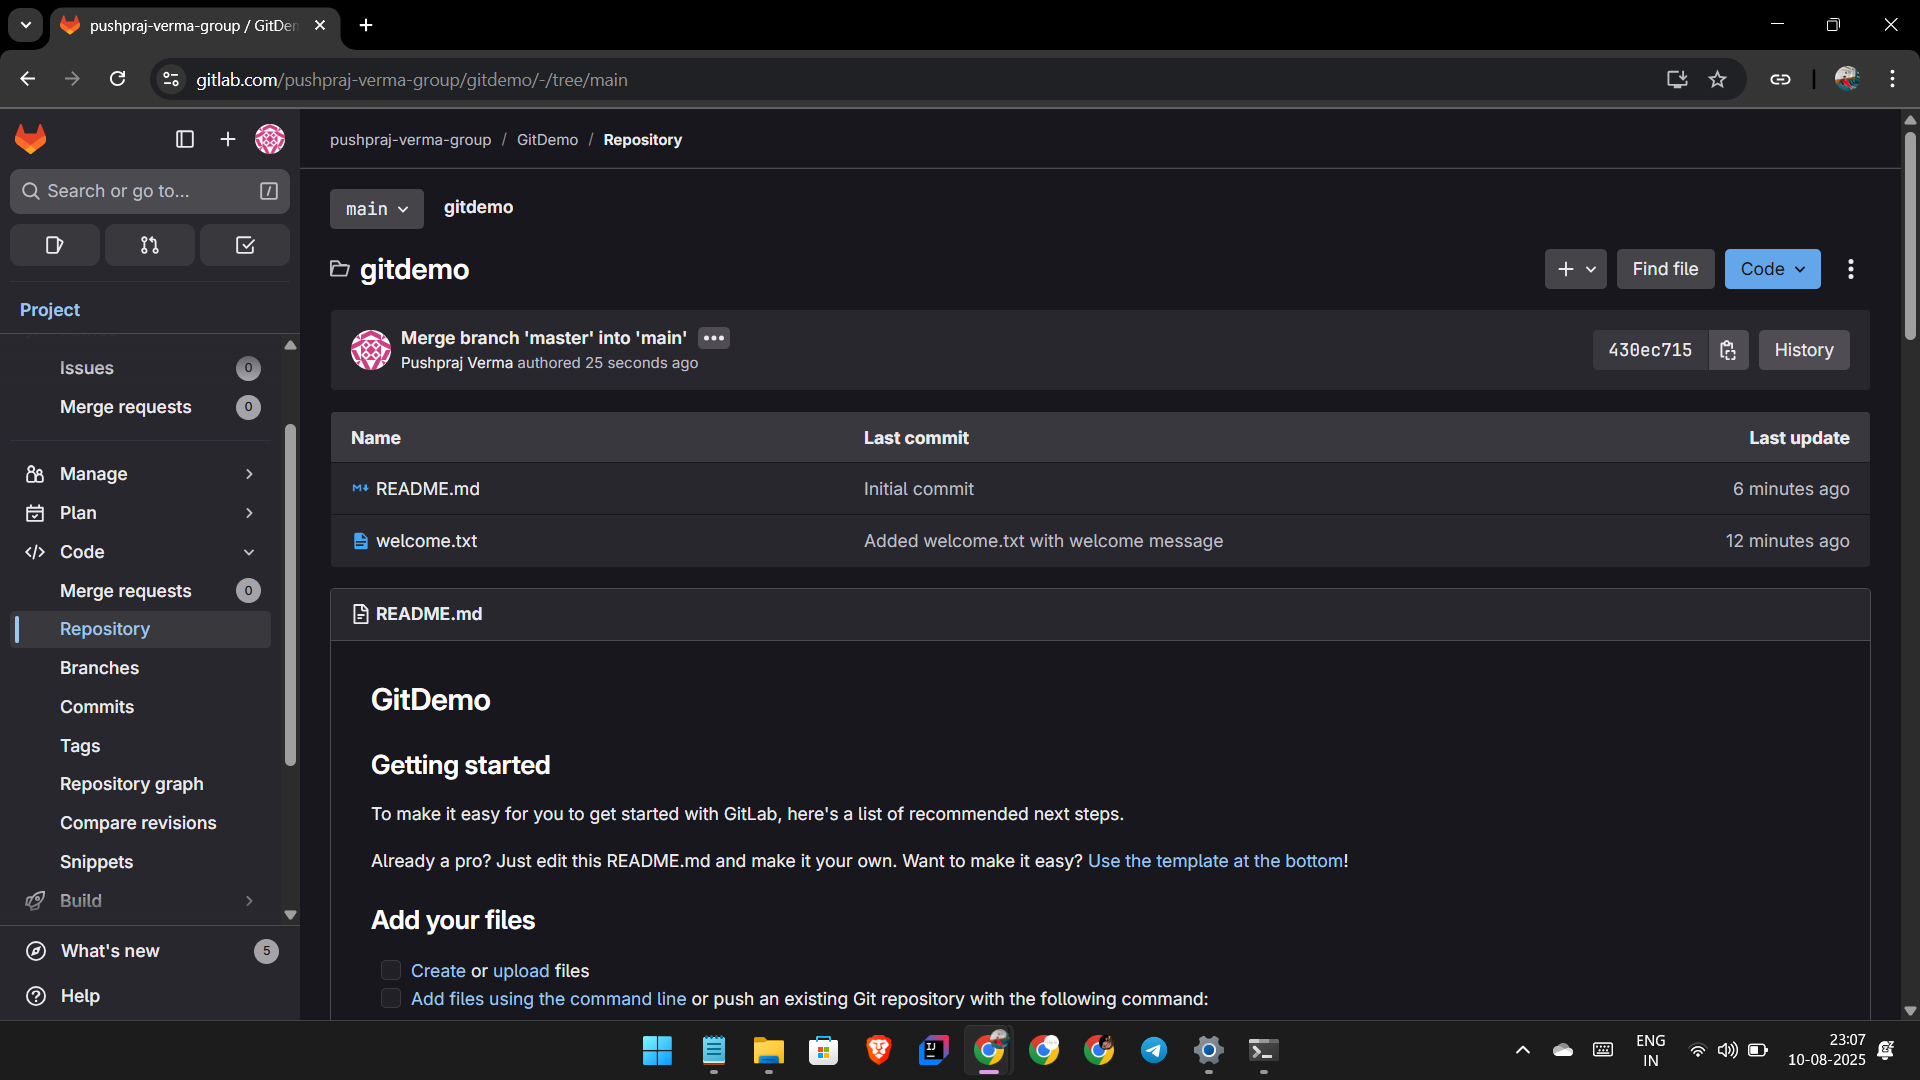 pushpraj-verma-group / GitDen
gitlab.com/pushpraj-verma-group/gitdemo/-/tree/main
pushpraj-verma-group / GitDemo / Repository
Search or go to... /
main
gitdemo
gitdemo
Find file
Code
Project
Merge branch 'master' into 'main'
Pushpraj Verma authored 25 seconds ago
430ec715
History
Issues 0
Merge requests 0
Manage
Plan
Code
Merge requests 0
Repository
Branches
Commits
Tags
Repository graph
Compare revisions
Snippets
Build
What's new 5
Help
Name Last commit Last update
README.md Initial commit 6 minutes ago
welcome.txt Added welcome.txt with welcome message 12 minutes ago
README.md
GitDemo
Getting started
To make it easy for you to get started with GitLab, here's a list of recommended next steps.
Already a pro? Just edit this README.md and make it your own. Want to make it easy? Use the template at the bottom!
Add your files
Create or upload files
Add files using the command line or push an existing Git repository with the following command:
ENG
IN
23:07
10-08-2025